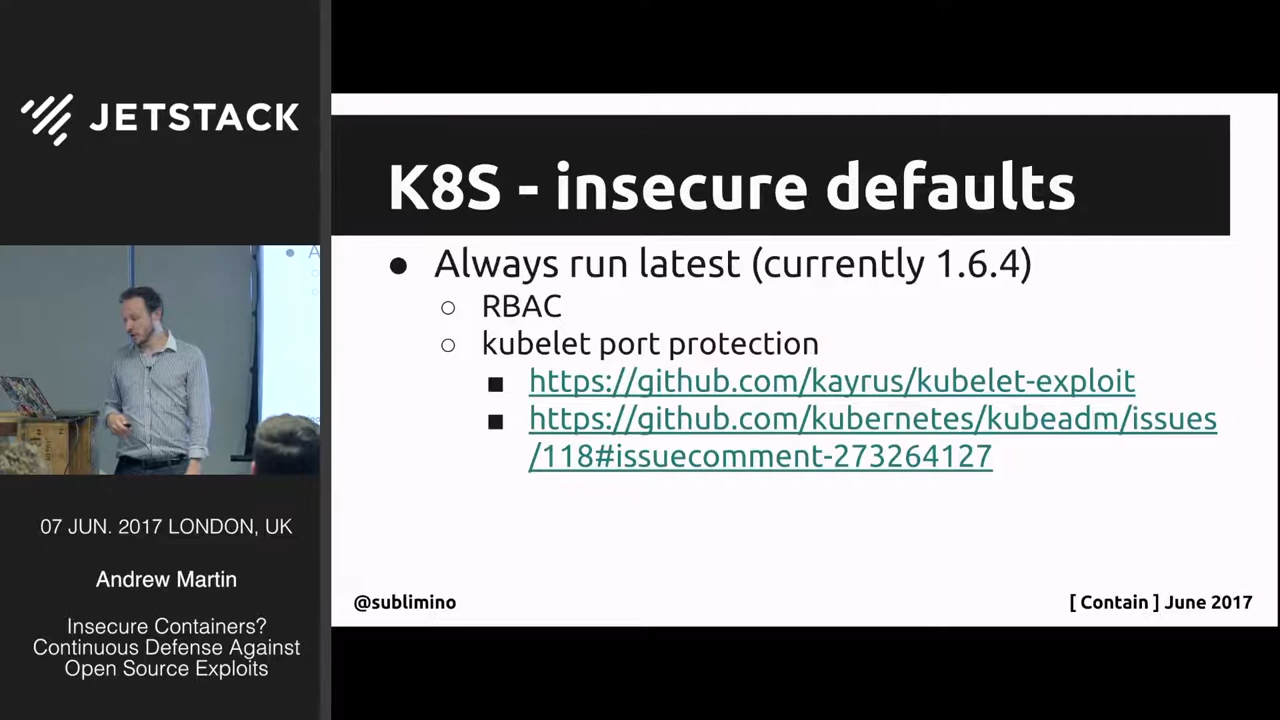 JETSTACK
07 JUN. 2017 LONDON, UK
Andrew Martin
Insecure Containers?
Continuous Defense Against
Open Source Exploits
K8S - insecure defaults
● Always run latest (currently 1.6.4)
○ RBAC
○ kubelet port protection
■ https://github.com/kayrus/kubelet-exploit
■ https://github.com/kubernetes/kubeadm/issues
/118#issuecomment-273264127
@sublimino
[ Contain ] June 2017